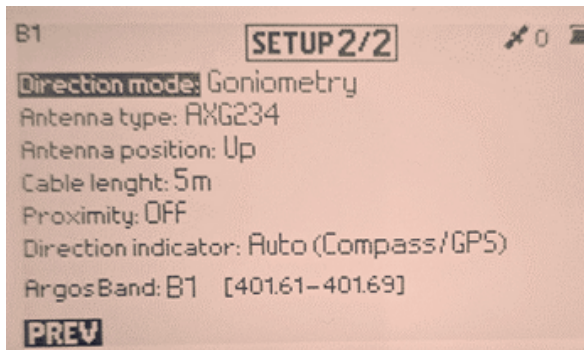 B1 SETUP 2/2 0
Direction mode: Goniometry
Antenna type: AXG234
Antenna position: Up
Cable lenght: 5m
Proximity: OFF
Direction indicator: Auto (Compass/GPS)
Argos Band: B1 [401.61-401.69]
PREV